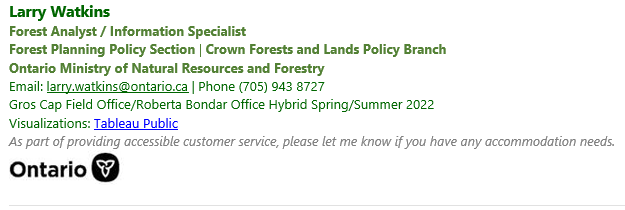 Larry Watkins
Forest Analyst / Information Specialist
Forest Planning Policy Section | Crown Forests and Lands Policy Branch
Ontario Ministry of Natural Resources and Forestry
Email: larry.watkins@ontario.ca | Phone (705) 943 8727
Gros Cap Field Office/Roberta Bondar Office Hybrid Spring/Summer 2022
Visualizations: Tableau Public
As part of providing accessible customer service, please let me know if you have any accommodation needs.
Ontario